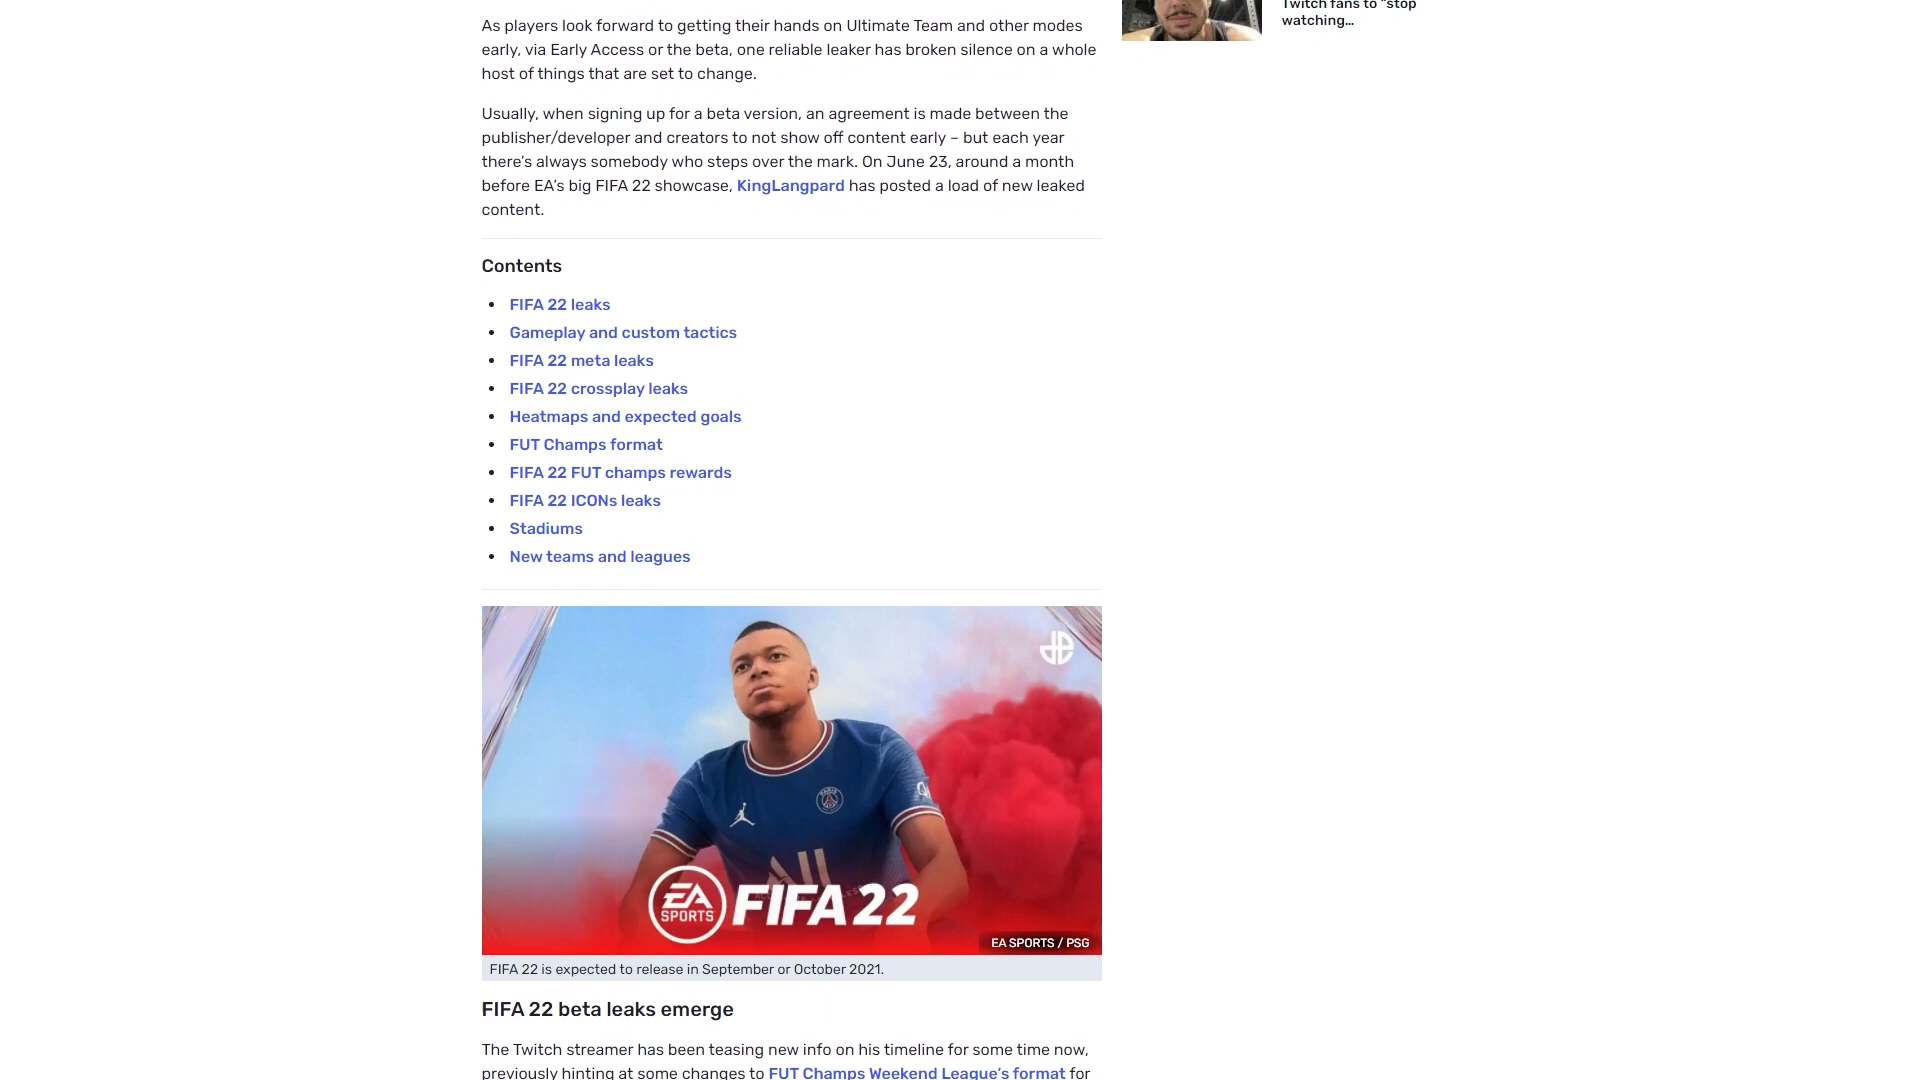 Twitch fans to "stop
watching...
As players look forward to getting their hands on Ultimate Team and other modes
early, via Early Access or the beta, one reliable leaker has broken silence on a whole
host of things that are set to change.
Usually, when signing up for a beta version, an agreement is made between the
publisher/developer and creators to not show off content early – but each year
there's always somebody who steps over the mark. On June 23, around a month
before EA's big FIFA 22 showcase, KingLangpard has posted a load of new leaked
content.
Contents
FIFA 22 leaks
Gameplay and custom tactics
FIFA 22 meta leaks
FIFA 22 crossplay leaks
Heatmaps and expected goals
FUT Champs format
FIFA 22 FUT champs rewards
FIFA 22 ICONs leaks
Stadiums
New teams and leagues
PARIS
EA
SPORTS
FIFA 22
EA SPORTS / PSG
FIFA 22 is expected to release in September or October 2021.
FIFA 22 beta leaks emerge
The Twitch streamer has been teasing new info on his timeline for some time now,
previously hinting at some changes to FUT Champs Weekend League's format for